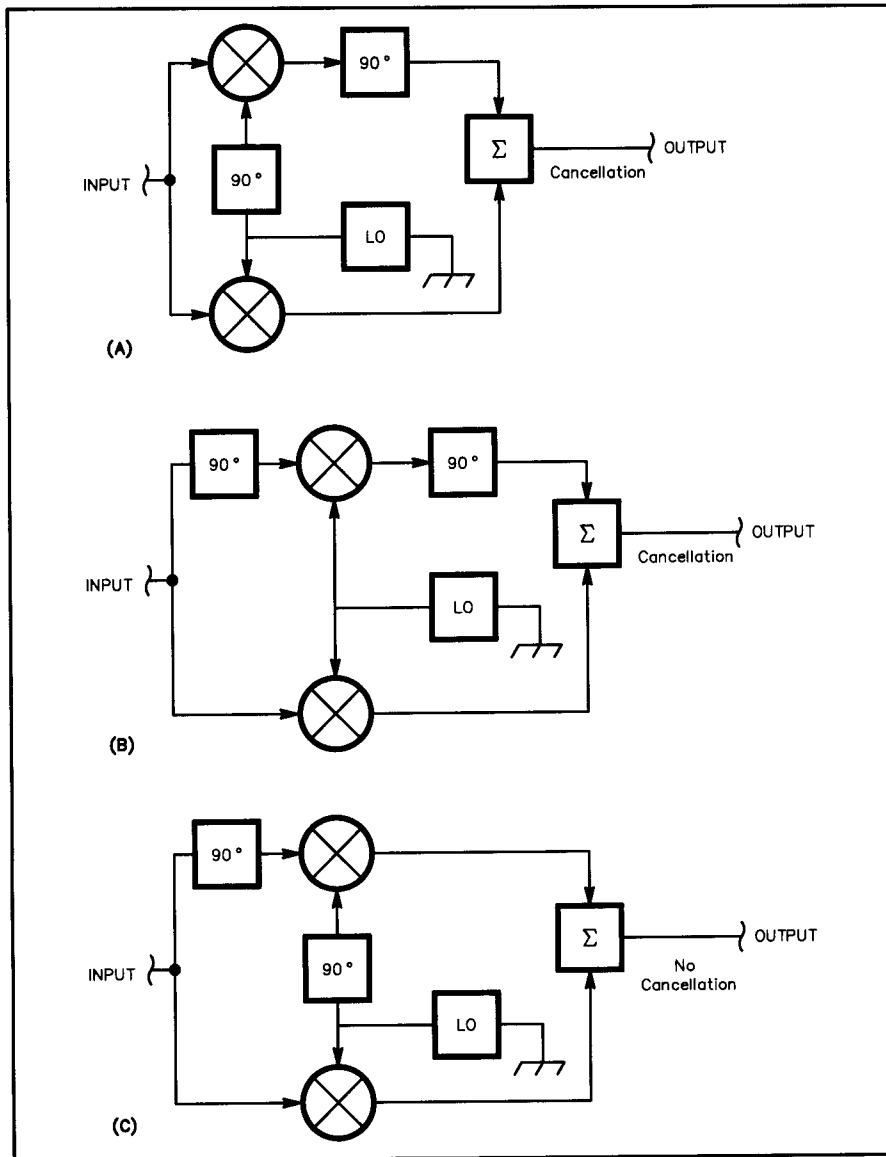 90°
Σ
OUTPUT
Cancellation
INPUT
90°
LO
(A)
90°
90°
Σ
OUTPUT
Cancellation
INPUT
LO
(B)
90°
Σ
OUTPUT
No
Cancellation
INPUT
90°
LO
(C)